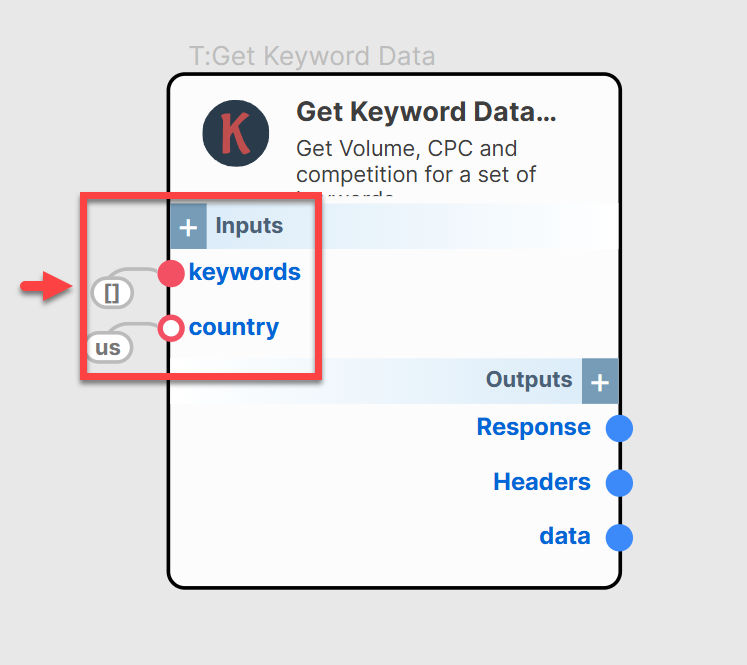 T:Get Keyword Data
K
Get Keyword Data...
Get Volume, CPC and
competition for a set of
+ Inputs
[] keywords
us country
Outputs +
Response
Headers
data